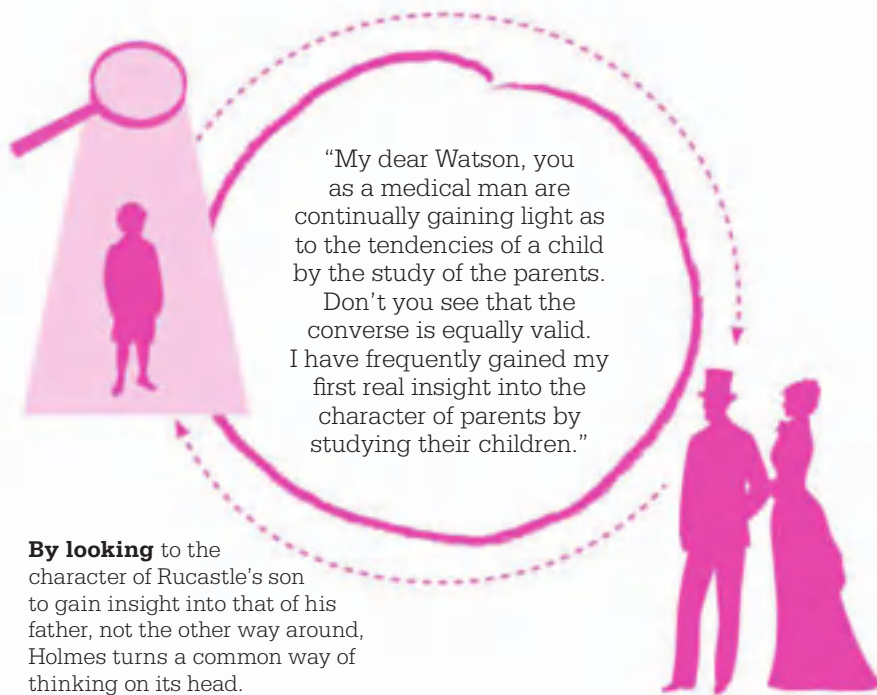 “My dear Watson, you
as a medical man are
continually gaining light as
to the tendencies of a child
by the study of the parents.
Don’t you see that the
converse is equally valid.
I have frequently gained my
first real insight into the
character of parents by
studying their children.”
By looking to the
character of Rucastle’s son
to gain insight into that of his
father, not the other way around,
Holmes turns a common way of
thinking on its head.